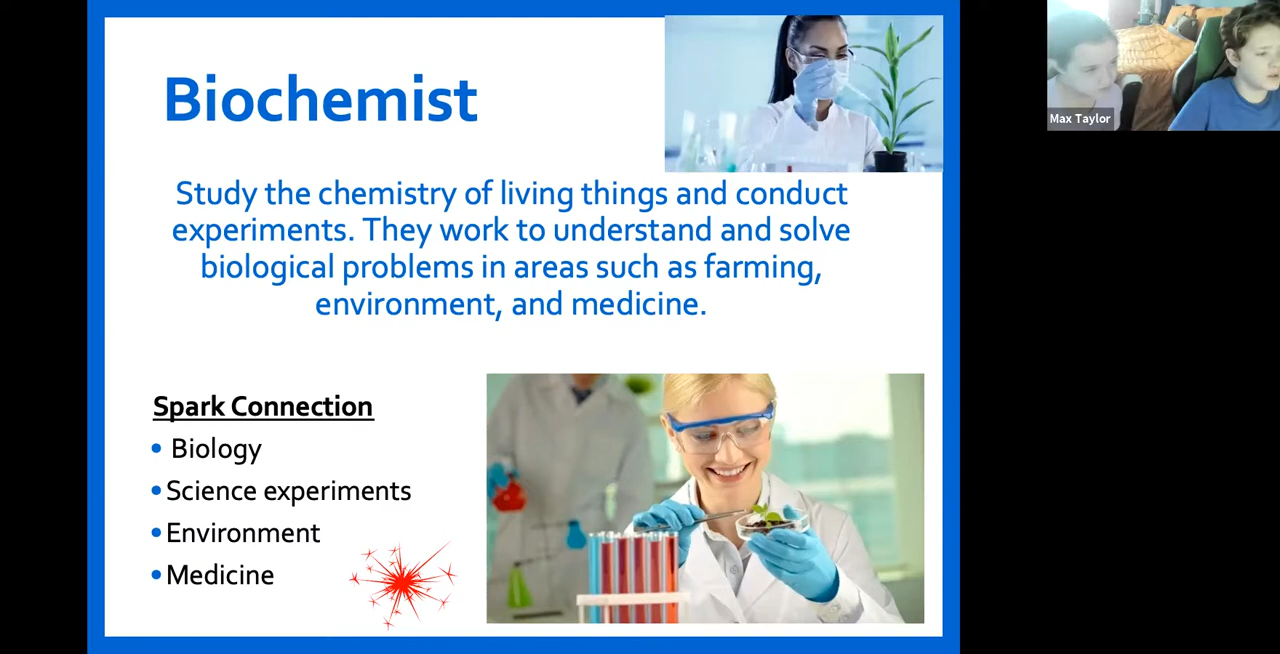 Biochemist
Study the chemistry of living things and conduct
experiments. They work to understand and solve
biological problems in areas such as farming,
environment, and medicine.
Spark Connection
• Biology
• Science experiments
• Environment
• Medicine
Max Taylor